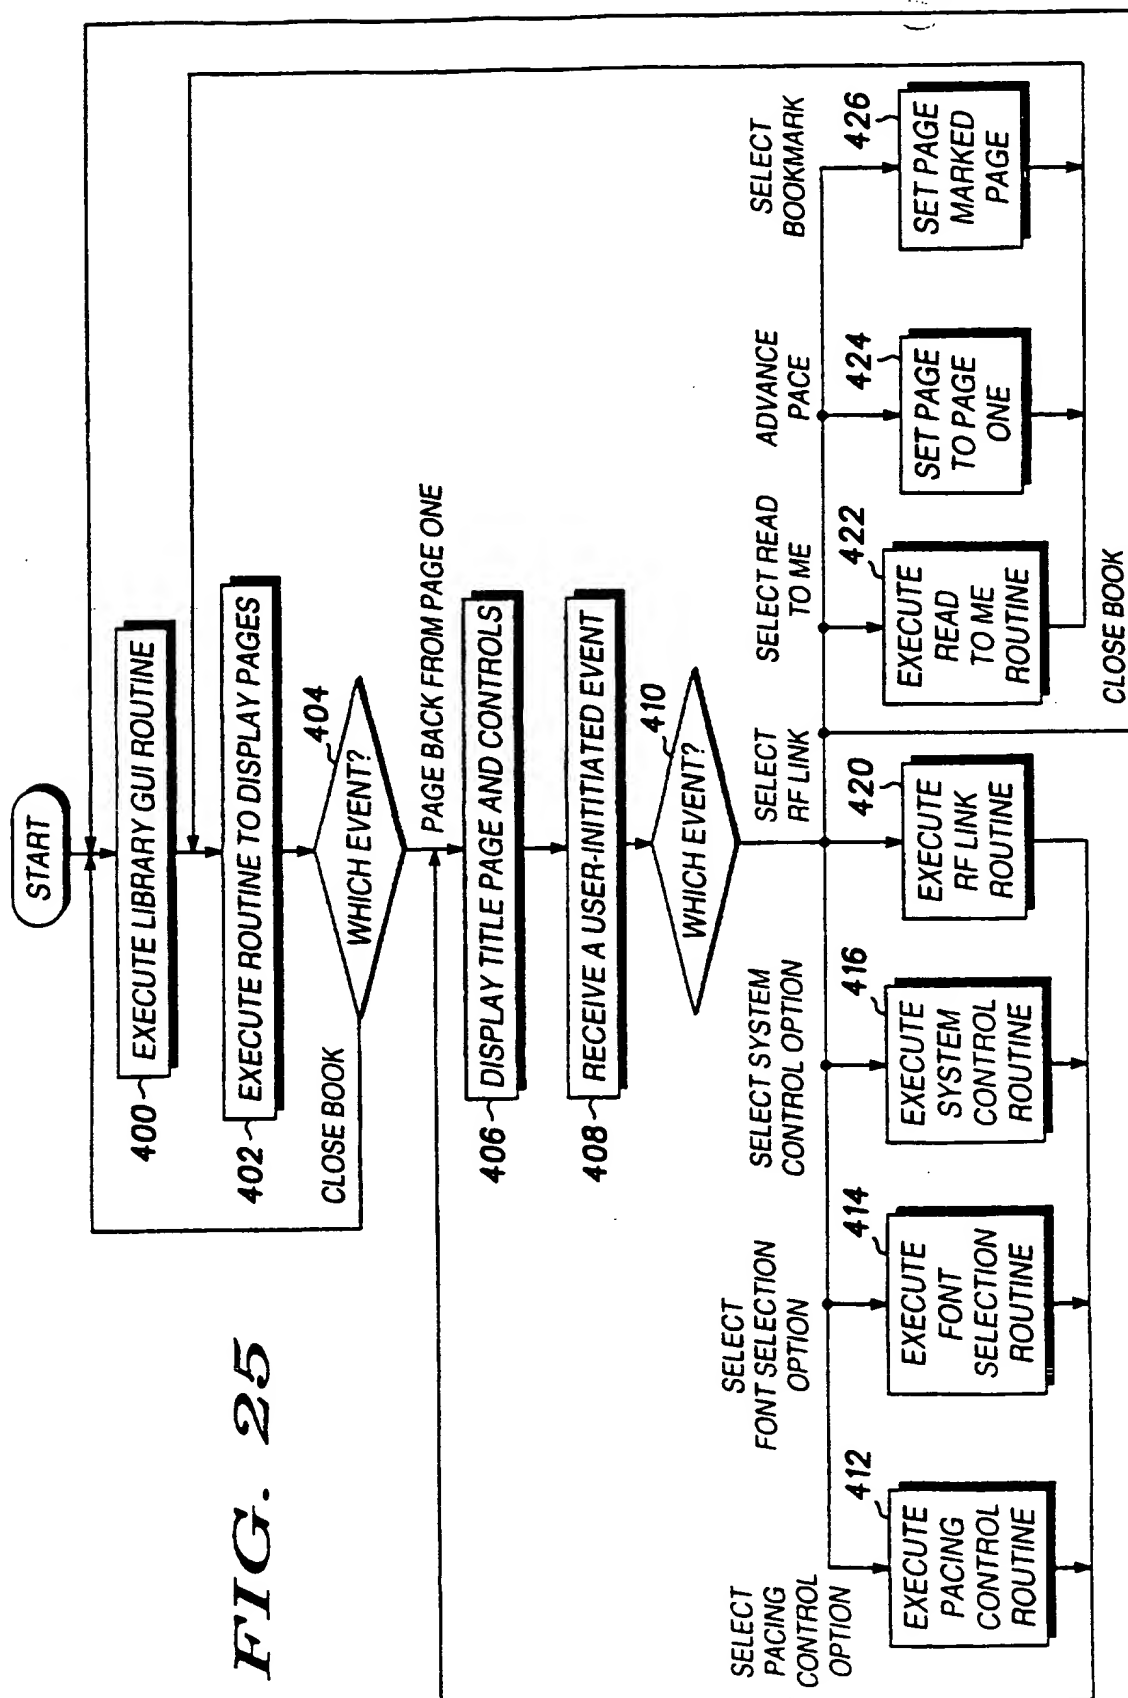 FIG. 25
START
400
EXECUTE LIBRARY GUI ROUTINE
402
EXECUTE ROUTINE TO DISPLAY PAGES
404
WHICH EVENT?
CLOSE BOOK
PAGE BACK FROM PAGE ONE
406
DISPLAY TITLE PAGE AND CONTROLS
408
RECEIVE A USER-INITIATED EVENT
410
WHICH EVENT?
SELECT
PACING
CONTROL
OPTION
SELECT
FONT SELECTION
OPTION
SELECT SYSTEM
CONTROL OPTION
SELECT
RF LINK
SELECT READ
TO ME
ADVANCE
PACE
SELECT
BOOKMARK
412
EXECUTE
PACING
CONTROL
ROUTINE
414
EXECUTE
FONT
SELECTION
ROUTINE
416
EXECUTE
SYSTEM
CONTROL
ROUTINE
420
EXECUTE
RF LINK
ROUTINE
422
EXECUTE
READ
TO ME
ROUTINE
424
SET PAGE
TO PAGE
ONE
426
SET PAGE
MARKED
PAGE
CLOSE BOOK